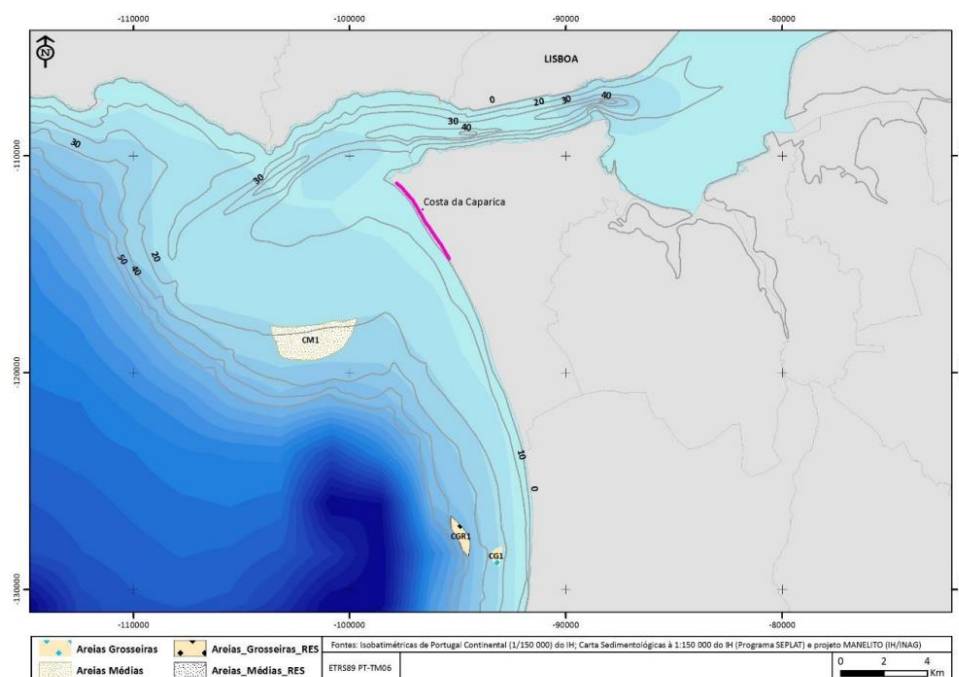 -110000 -100000 -90000 -80000
N
LISBOA
0 20 30 40
30 40
30
-110000
30
Costa da Caparica
20
50 40
CM1
-120000
10
0
CGR1
CG1
-130000
-110000 -100000 -90000 -80000
Areias Grosseiras Areias_Grosseiras_RES
Areias Médias Areias_Médias_RES
Fontes: Isobatimétricas de Portugal Continental (1/150 000) do IH; Carta Sedimentológicas à 1:150 000 do IH (Programa SEPLAT) e projeto MANELITO (IH/INAG)
ETRS89 PT-TM06
0 2 4
Km